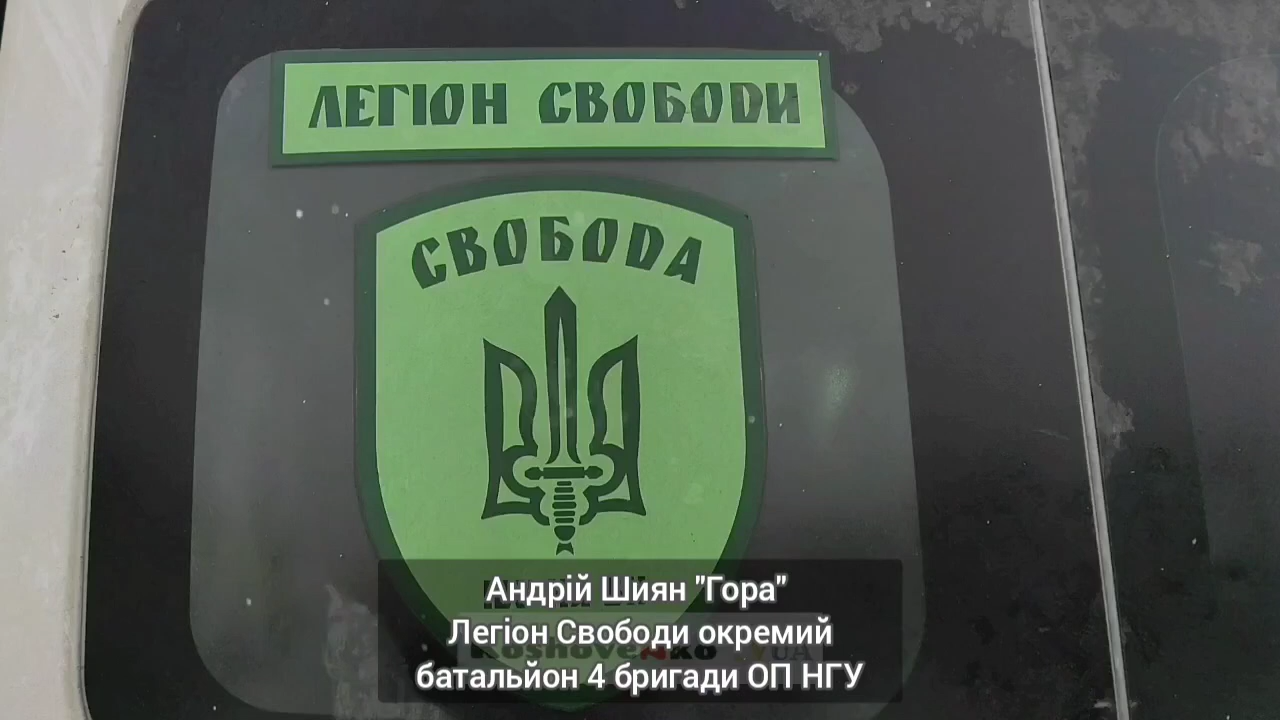 ЛЕГІОН СВОБОДИ
СВОБОДА
Андрій Шиян "Гора"
Легіон Свободи окремий
батальйон 4 бригади ОП НГУ